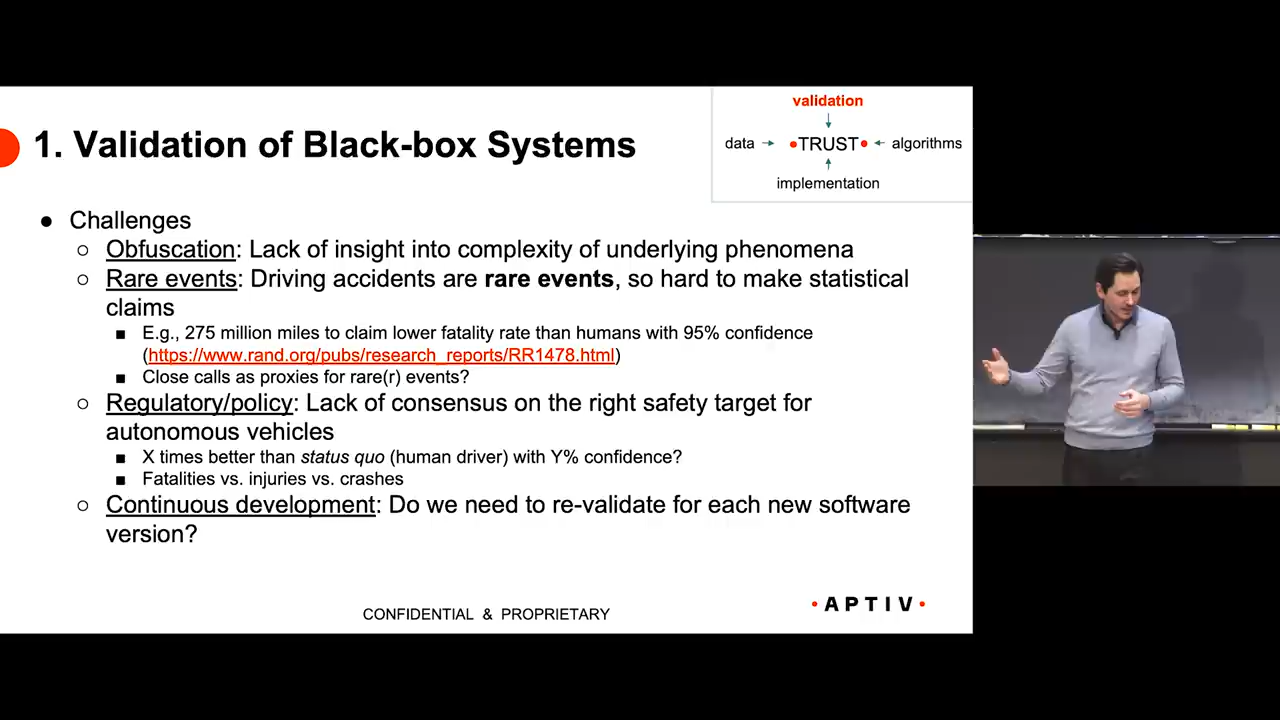 validation
data
TRUST
algorithms
implementation
1. Validation of Black-box Systems
Challenges
Obfuscation: Lack of insight into complexity of underlying phenomena
Rare events: Driving accidents are rare events, so hard to make statistical
claims
E.g., 275 million miles to claim lower fatality rate than humans with 95% confidence
(https://www.rand.org/pubs/research_reports/RR1478.html)
Close calls as proxies for rare(r) events?
Regulatory/policy: Lack of consensus on the right safety target for
autonomous vehicles
X times better than status quo (human driver) with Y% confidence?
Fatalities vs. injuries vs. crashes
Continuous development: Do we need to re-validate for each new software
version?
CONFIDENTIAL & PROPRIETARY
APTIV